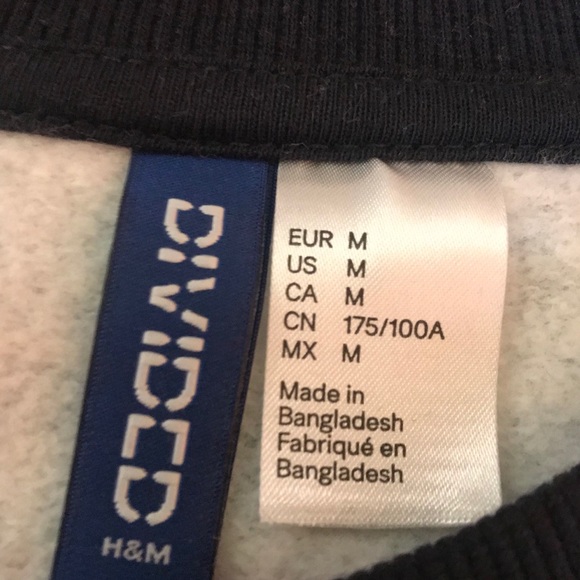 DIVIDED
H&M
EUR M
US M
CA M
CN 175/100A
MX M
Made in
Bangladesh
Fabriqué en
Bangladesh